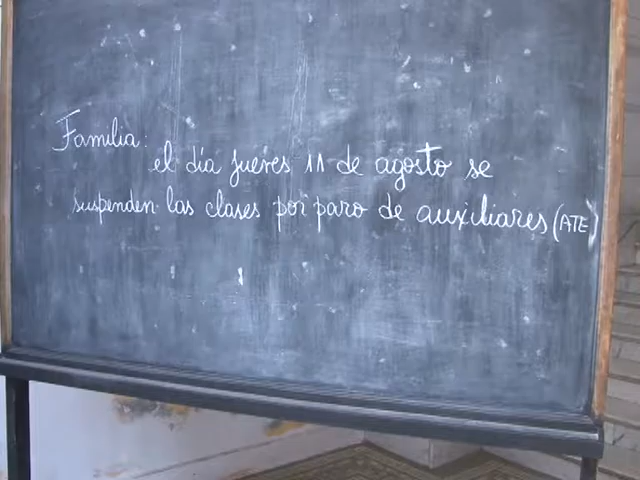 Familia:
el día jueves 11 de agosto se
suspenden las clases por paro de auxiliares (ATE)